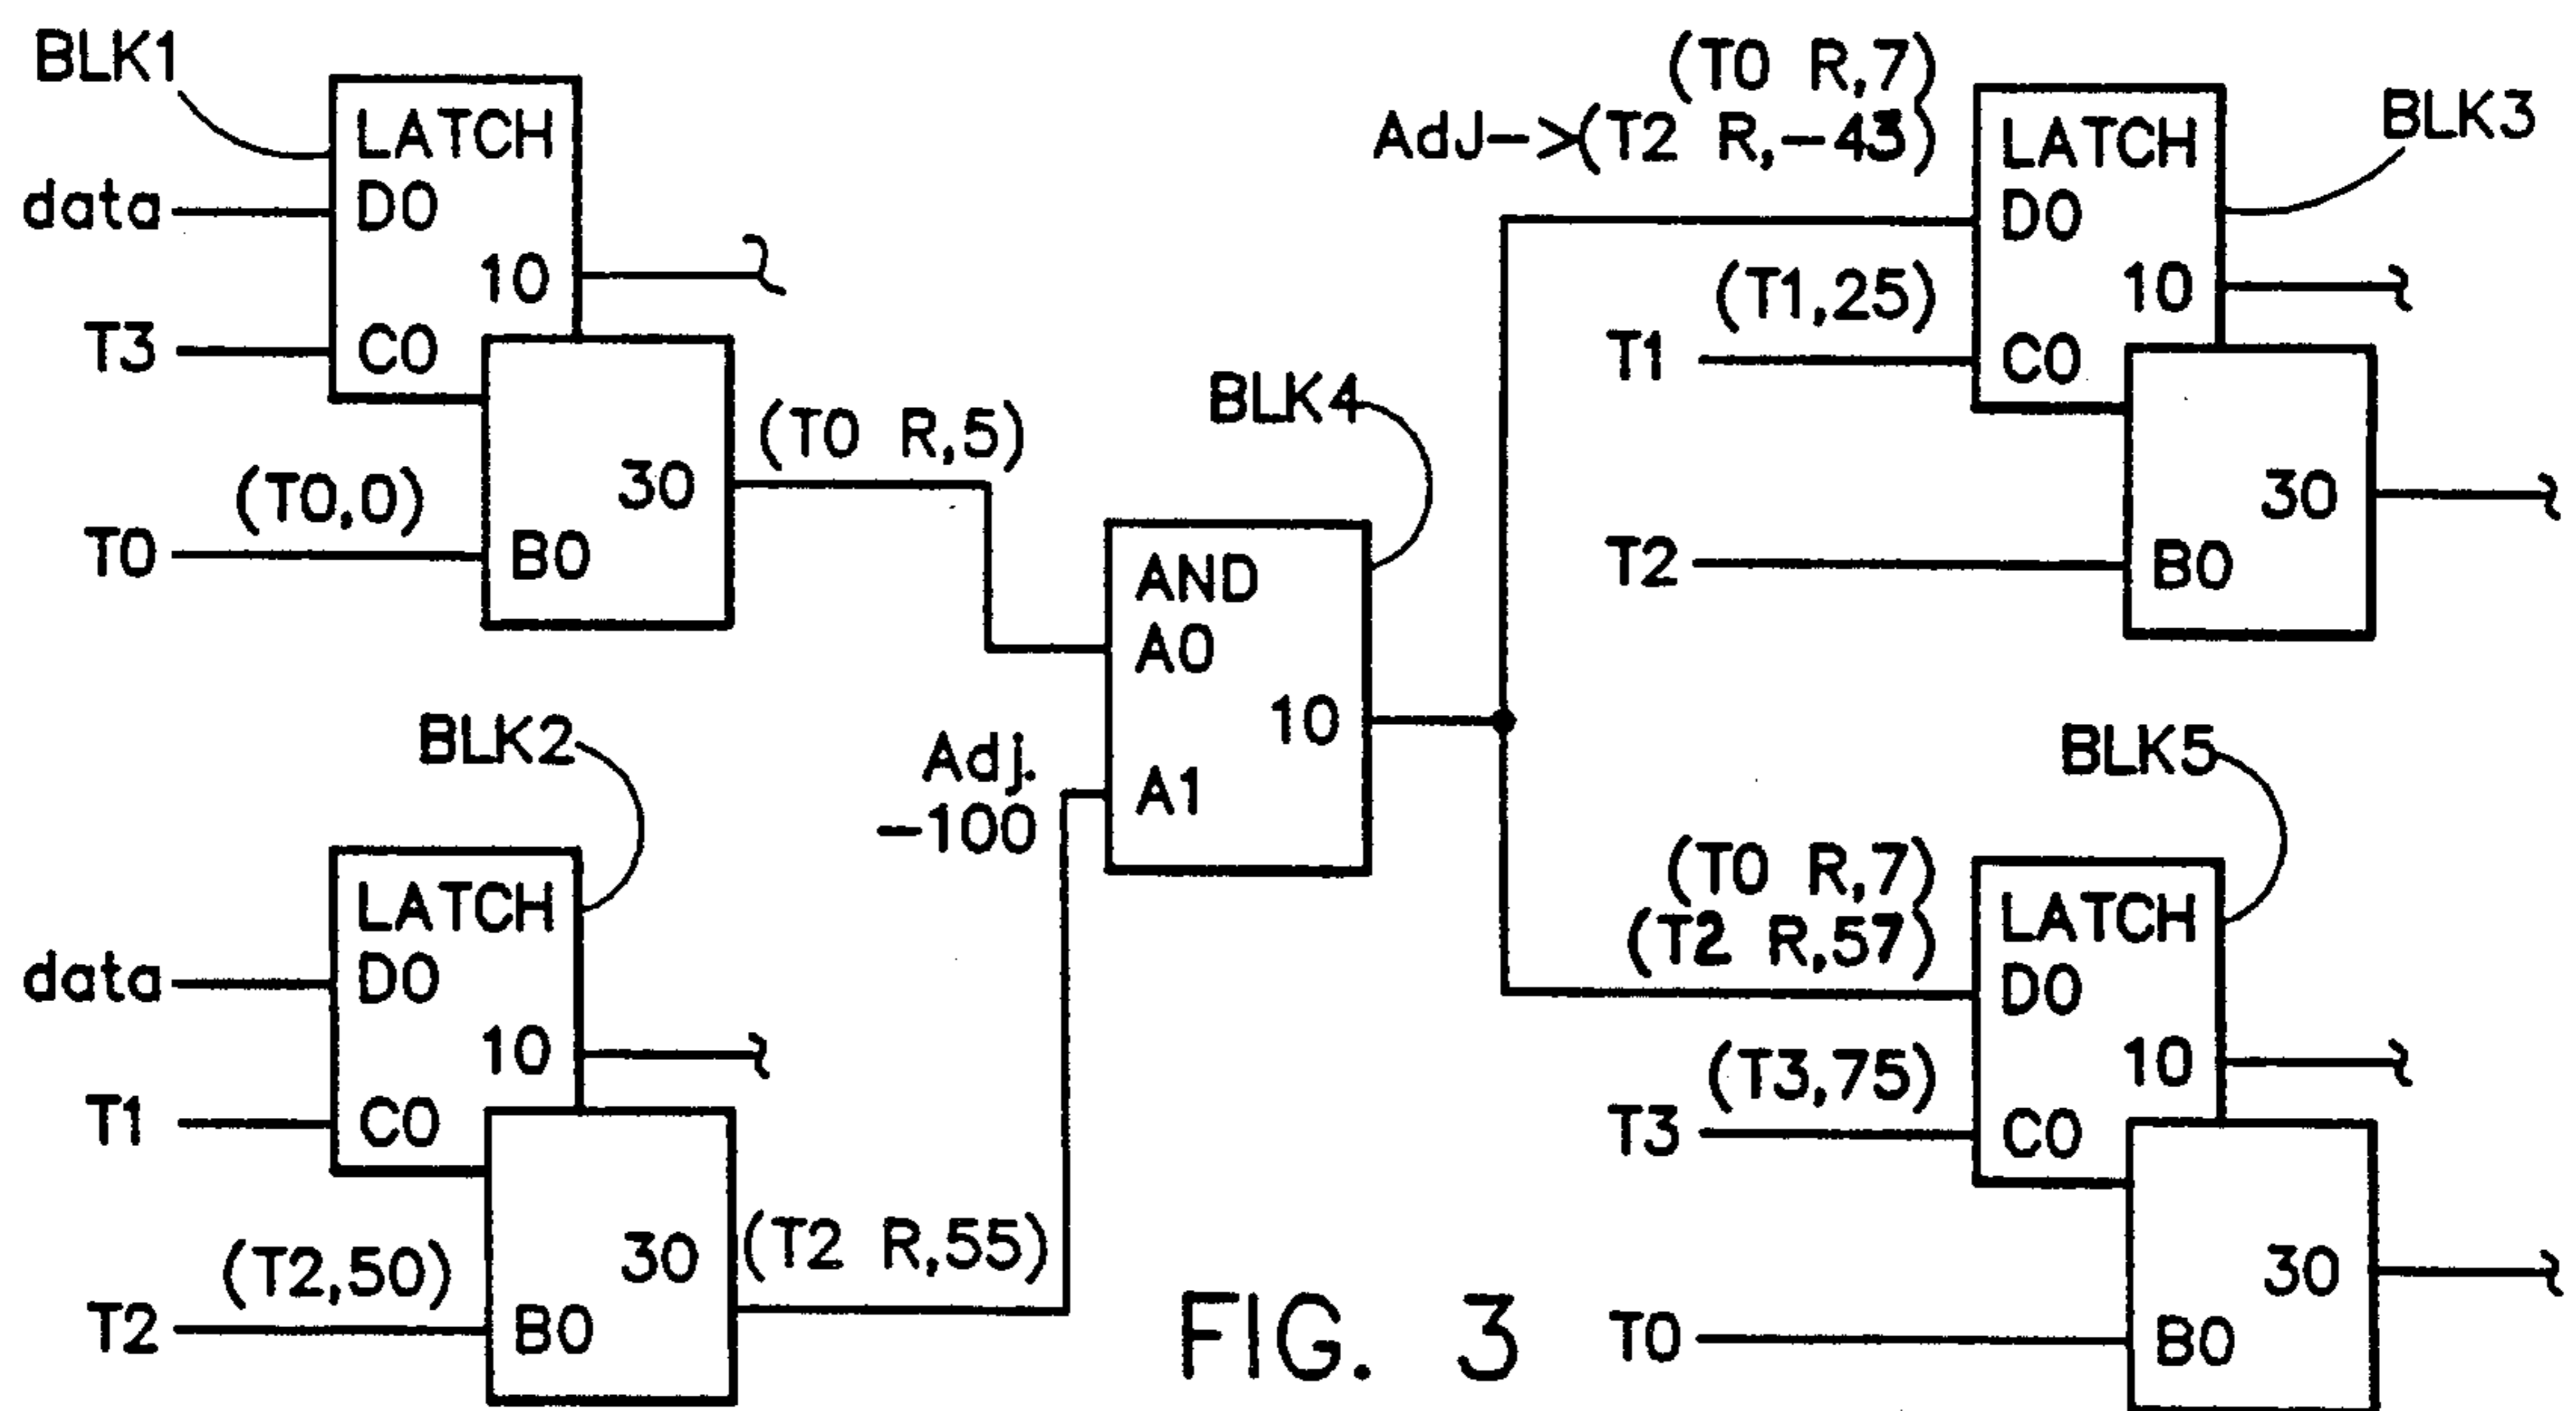 BLK1
LATCH
data
D0
10
T3
C0
(T0 R,5)
30
(T0,0)
T0
B0
BLK2
LATCH
data
D0
10
T1
C0
30
(T2 R,55)
(T2,50)
T2
B0
BLK4
AND
A0
10
Adj.
-100
A1
(T0 R,7)
AdJ->(T2 R,-43)
BLK3
LATCH
D0
(T1,25)
10
T1
C0
30
T2
B0
BLK5
(T0 R,7)
(T2 R,57)
LATCH
D0
(T3,75)
10
T3
C0
30
T0
B0
FIG. 3